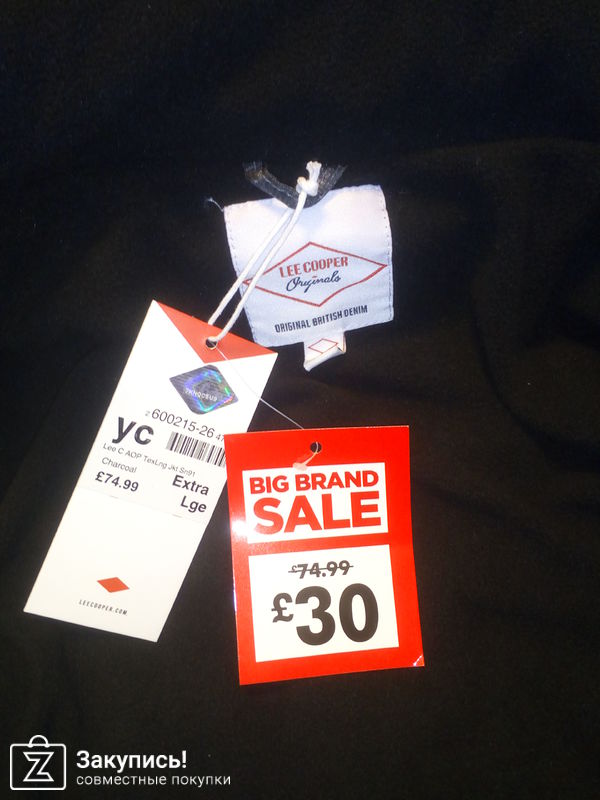 LEE COOPER
Originals
ORIGINAL BRITISH DENIM
7KNQCEU9
z 600215-26
yc
Lee C AOP TexLng Jkt Sn91
Charcoal
£74.99
Extra
Lge
LEECOOPER.COM
BIG BRAND
SALE
£74.99
£30
Закупись!
совместные покупки